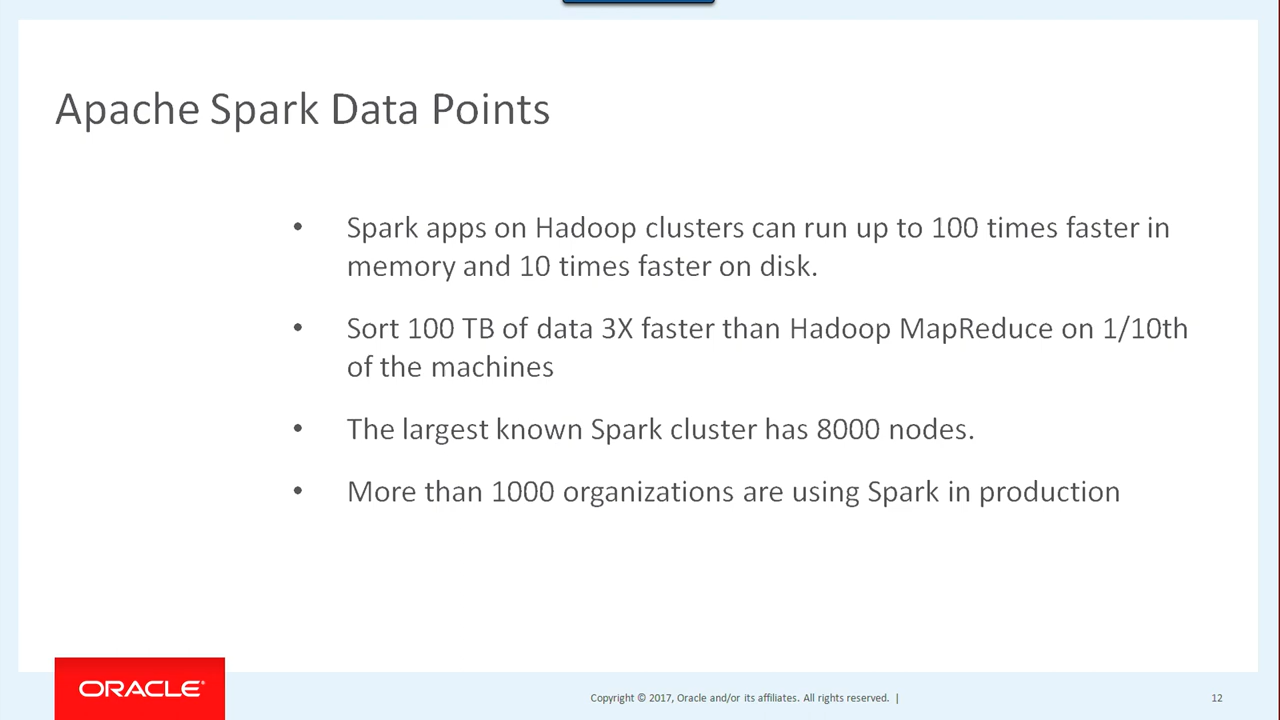 Apache Spark Data Points
• Spark apps on Hadoop clusters can run up to 100 times faster in
memory and 10 times faster on disk.
• Sort 100 TB of data 3X faster than Hadoop MapReduce on 1/10th
of the machines
• The largest known Spark cluster has 8000 nodes.
• More than 1000 organizations are using Spark in production
ORACLE®
Copyright © 2017, Oracle and/or its affiliates. All rights reserved. |
12